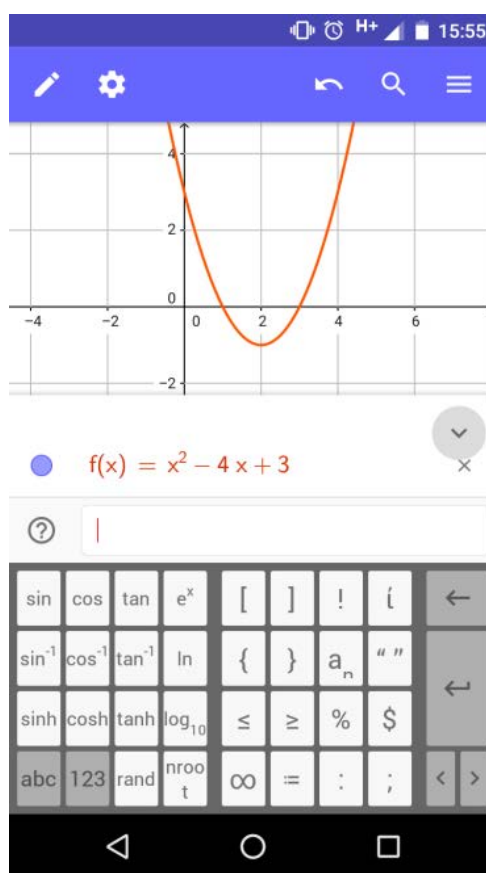 H+ 15:55
4
2
0
-4 -2 0 2 4 6
-2
f(x) = x² – 4 x + 3
sin cos tan eˣ [ ] ! í
sin⁻¹ cos⁻¹ tan⁻¹ ln { } aₙ “ ”
sinh cosh tanh log₁₀ ≤ ≥ % $
abc 123 rand nroo
t ∞ ≔ : ; < >